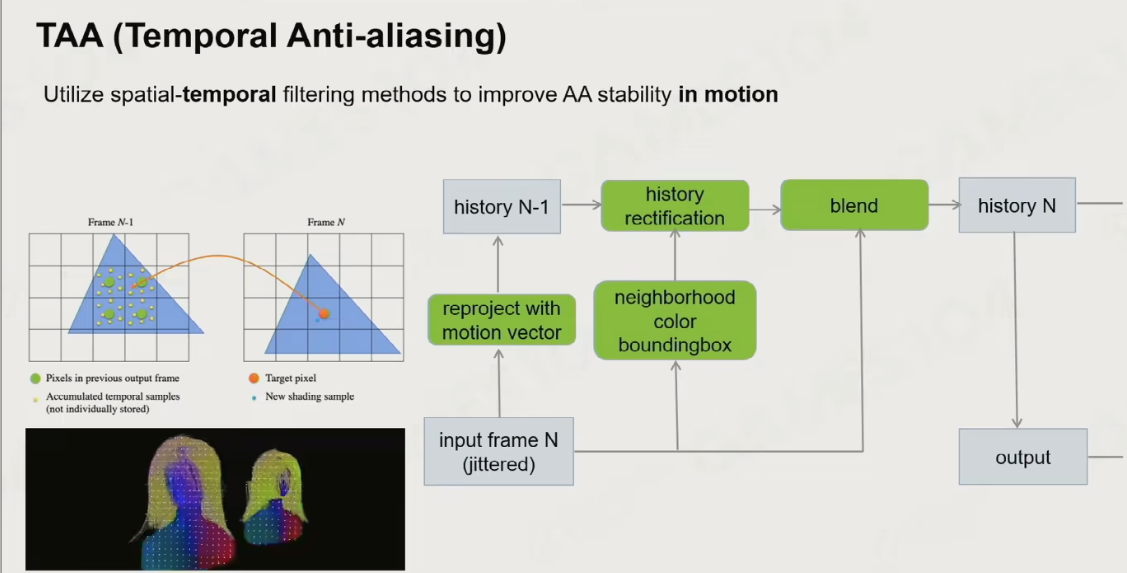 TAA (Temporal Anti-aliasing)
Utilize spatial-temporal filtering methods to improve AA stability in motion
Frame N-1
Frame N
Pixels in previous output frame
Accumulated temporal samples
(not individually stored)
Target pixel
New shading sample
history N-1
history
rectification
blend
history N
reproject with
motion vector
neighborhood
color
boundingbox
input frame N
(jittered)
output